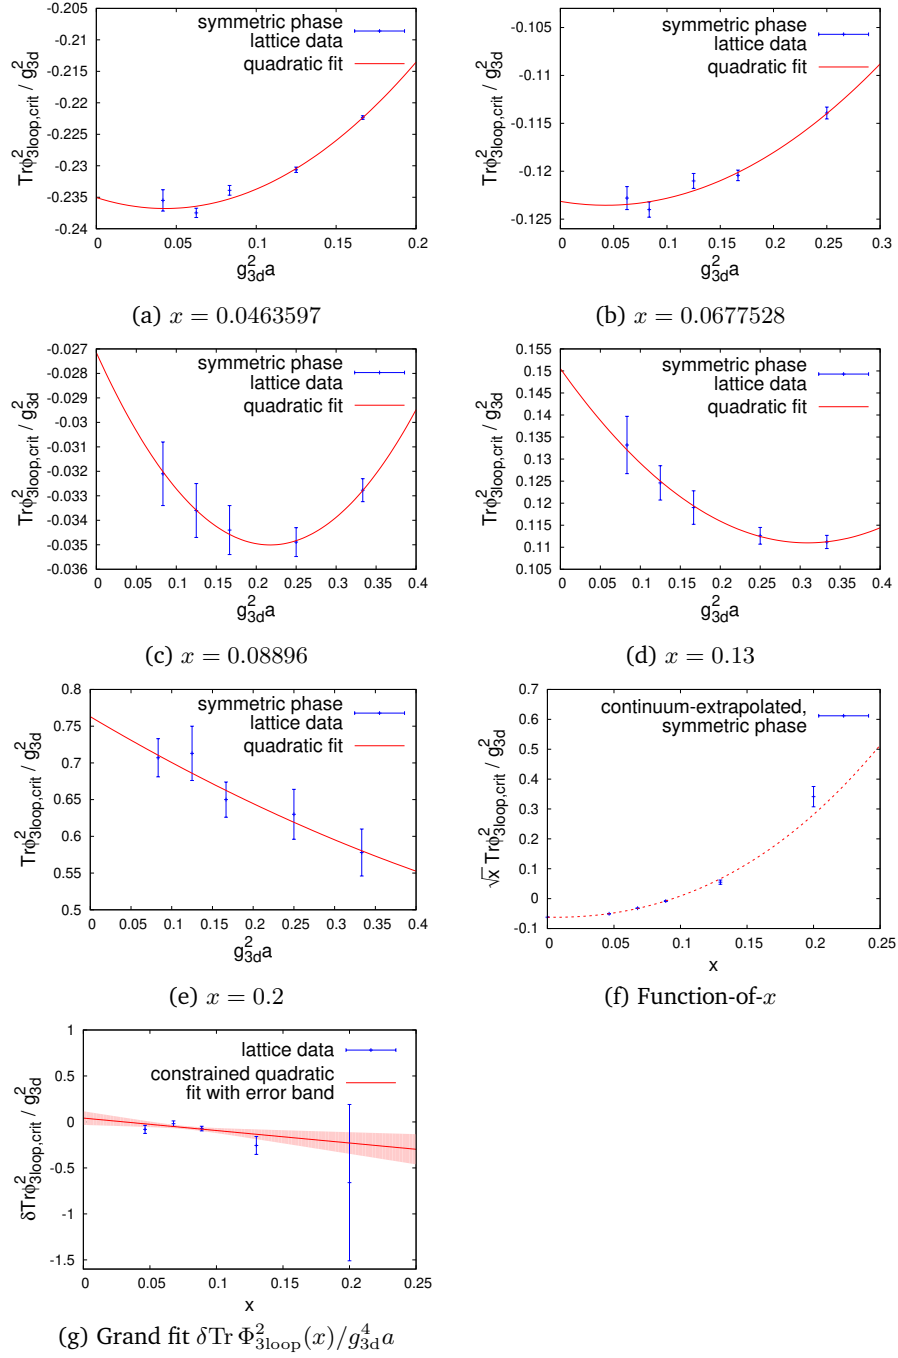 -0.205
-0.21
-0.215
-0.22
-0.225
-0.23
-0.235
-0.24
0
0.05
0.1
0.15
0.2
Trϕ²3loop,crit / g²3d
g²3da
symmetric phase
lattice data
quadratic fit
(a) x = 0.0463597
-0.105
-0.11
-0.115
-0.12
-0.125
0
0.05
0.1
0.15
0.2
0.25
0.3
Trϕ²3loop,crit / g²3d
g²3da
symmetric phase
lattice data
quadratic fit
(b) x = 0.0677528
-0.027
-0.028
-0.029
-0.03
-0.031
-0.032
-0.033
-0.034
-0.035
-0.036
0
0.05
0.1
0.15
0.2
0.25
0.3
0.35
0.4
Trϕ²3loop,crit / g²3d
g²3da
symmetric phase
lattice data
quadratic fit
(c) x = 0.08896
0.155
0.15
0.145
0.14
0.135
0.13
0.125
0.12
0.115
0.11
0.105
0
0.05
0.1
0.15
0.2
0.25
0.3
0.35
0.4
Trϕ²3loop,crit / g²3d
g²3da
symmetric phase
lattice data
quadratic fit
(d) x = 0.13
0.8
0.75
0.7
0.65
0.6
0.55
0.5
0
0.05
0.1
0.15
0.2
0.25
0.3
0.35
0.4
Trϕ²3loop,crit / g²3d
g²3da
symmetric phase
lattice data
quadratic fit
(e) x = 0.2
0.7
0.6
0.5
0.4
0.3
0.2
0.1
0
-0.1
0
0.05
0.1
0.15
0.2
0.25
√x Trϕ²3loop,crit / g²3d
x
continuum-extrapolated,
symmetric phase
(f) Function-of-x
1
0.5
0
-0.5
-1
-1.5
0
0.05
0.1
0.15
0.2
0.25
δTrϕ²3loop,crit / g²3d
x
lattice data
constrained quadratic
fit with error band
(g) Grand fit δTr Φ²3loop(x)/g⁴3da